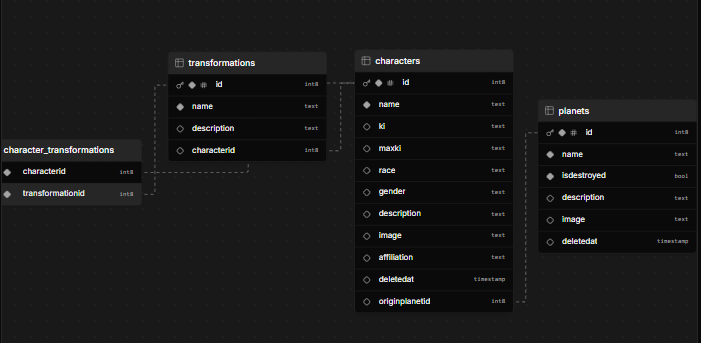 character_transformations
characterid int8
transformationid int8
transformations
id int8
name text
description text
characterid int8
characters
id int8
name text
ki text
maxki text
race text
gender text
description text
image text
affiliation text
deletedat timestamp
originplanetid int8
planets
id int8
name text
isdestroyed bool
description text
image text
deletedat timestamp